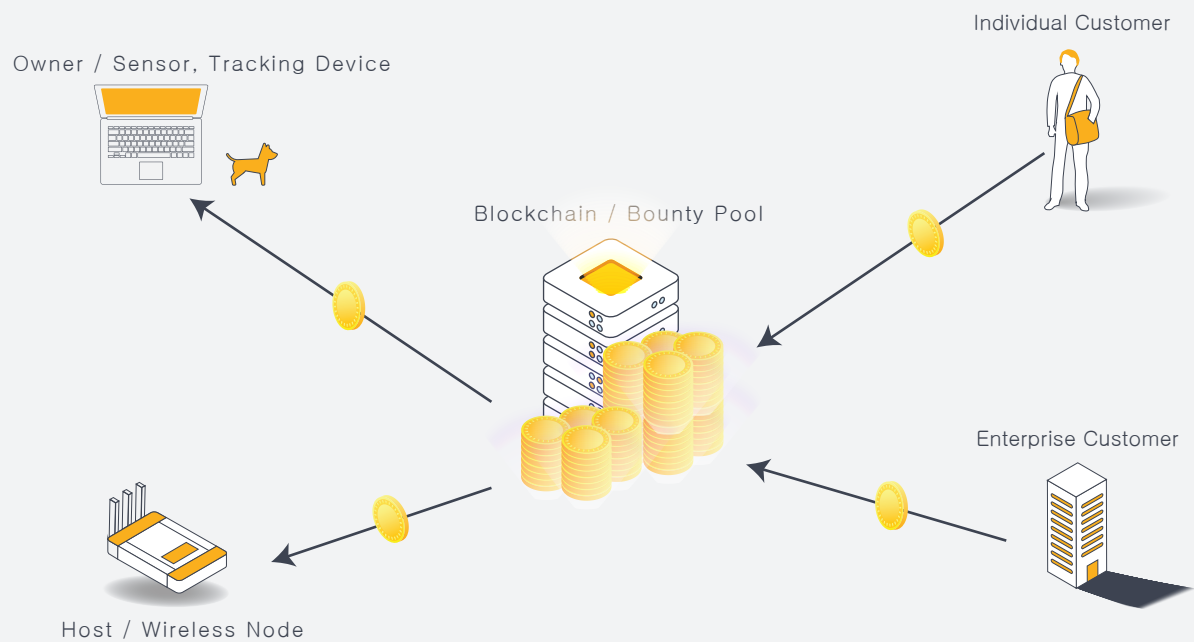 Individual Customer
Owner / Sensor, Tracking Device
Blockchain / Bounty Pool
Enterprise Customer
Host / Wireless Node